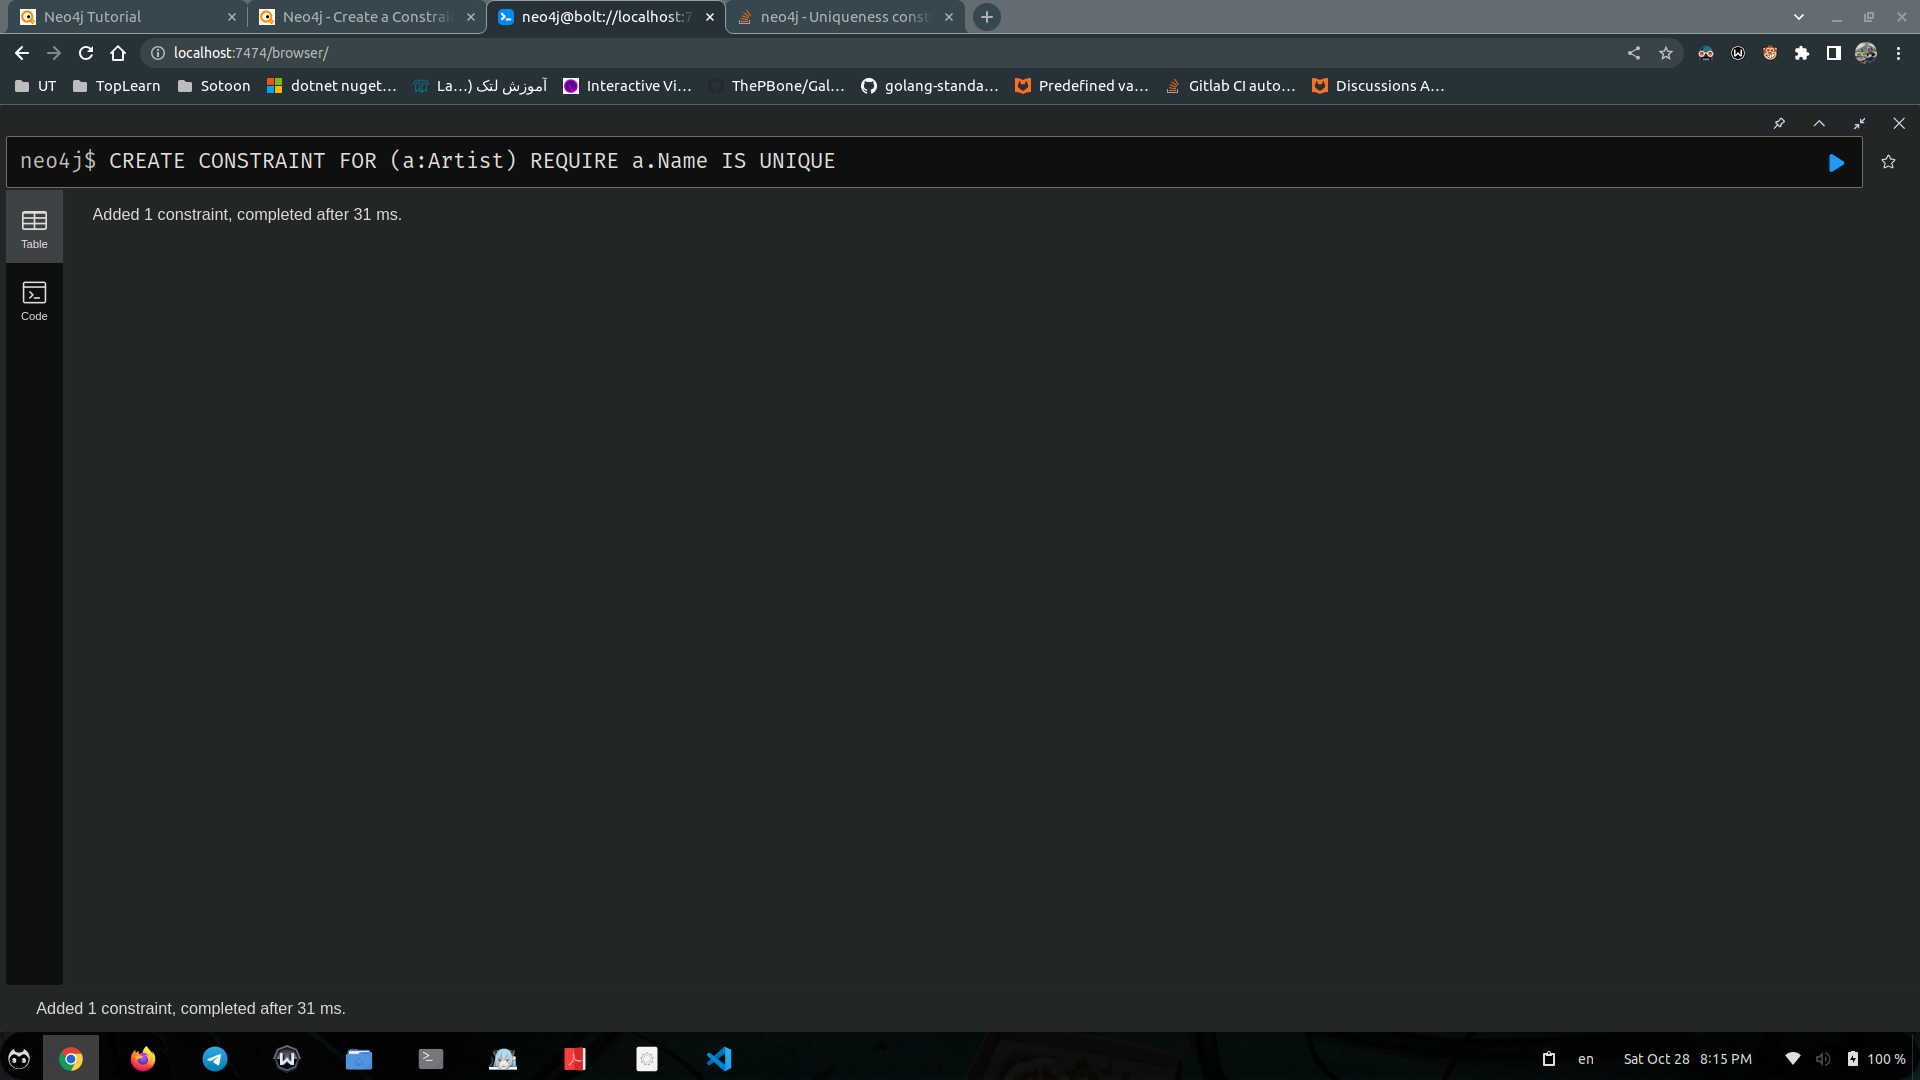 Neo4j Tutorial
Neo4j - Create a Constrai
neo4j@bolt://localhost:7
neo4j - Uniqueness const
localhost:7474/browser/
UT
TopLearn
Sotoon
dotnet nuget…
آموزش لتک (…La
Interactive Vi…
ThePBone/Gal…
golang-standa…
Predefined va…
Gitlab CI auto…
Discussions A…
neo4j$ CREATE CONSTRAINT FOR (a:Artist) REQUIRE a.Name IS UNIQUE
Added 1 constraint, completed after 31 ms.
Table
Code
Added 1 constraint, completed after 31 ms.
en
Sat Oct 28 8:15 PM
100 %